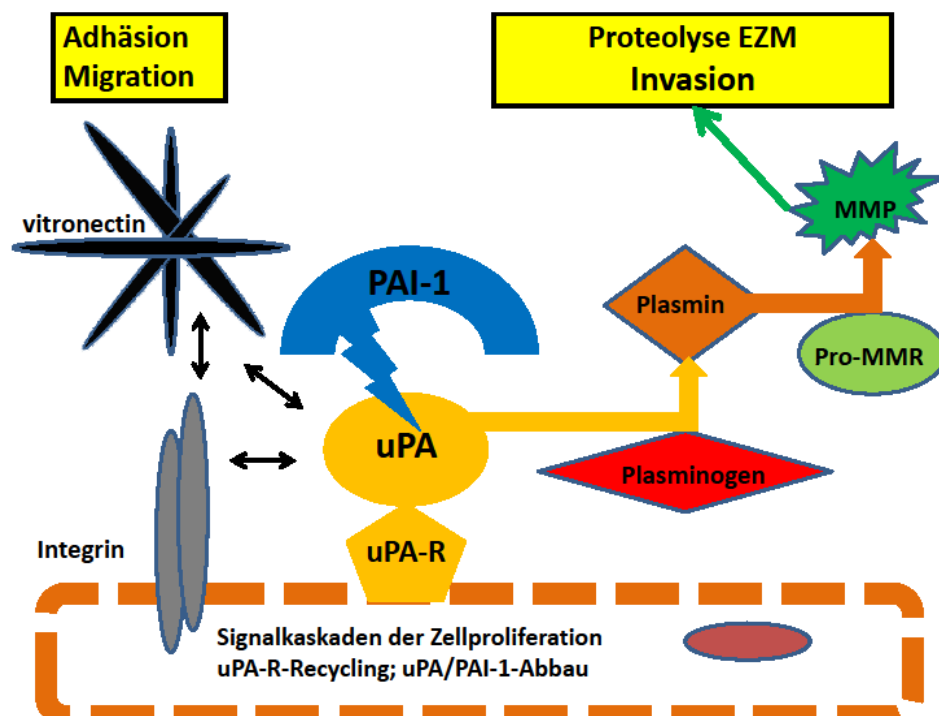 Adhäsion
Migration
Proteolyse EZM
Invasion
vitronectin
MMP
PAI-1
Plasmin
Pro-MMR
uPA
Plasminogen
Integrin
uPA-R
Signalkaskaden der Zellproliferation
uPA-R-Recycling; uPA/PAI-1-Abbau